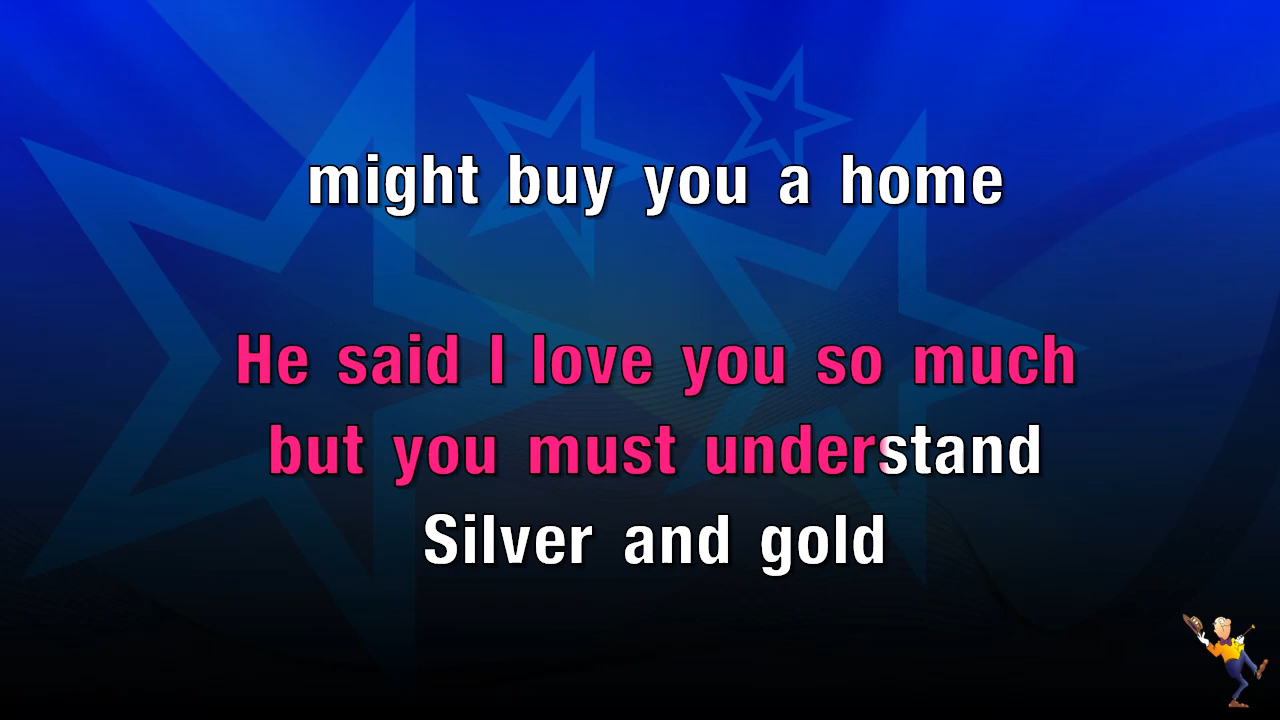 might buy you a home
He said I love you so much
but you must understand
Silver and gold